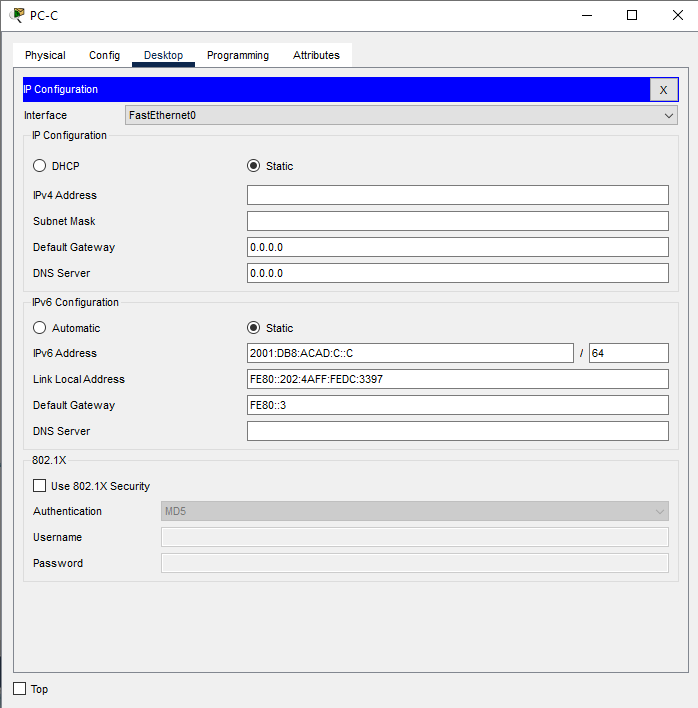 PC-C
Physical Config Desktop Programming Attributes
IP Configuration X
Interface FastEthernet0
IP Configuration
DHCP Static
IPv4 Address
Subnet Mask
Default Gateway 0.0.0.0
DNS Server 0.0.0.0
IPv6 Configuration
Automatic Static
IPv6 Address 2001:DB8:ACAD:C::C / 64
Link Local Address FE80::202:4AFF:FEDC:3397
Default Gateway FE80::3
DNS Server
802.1X
Use 802.1X Security
Authentication MD5
Username
Password
Top